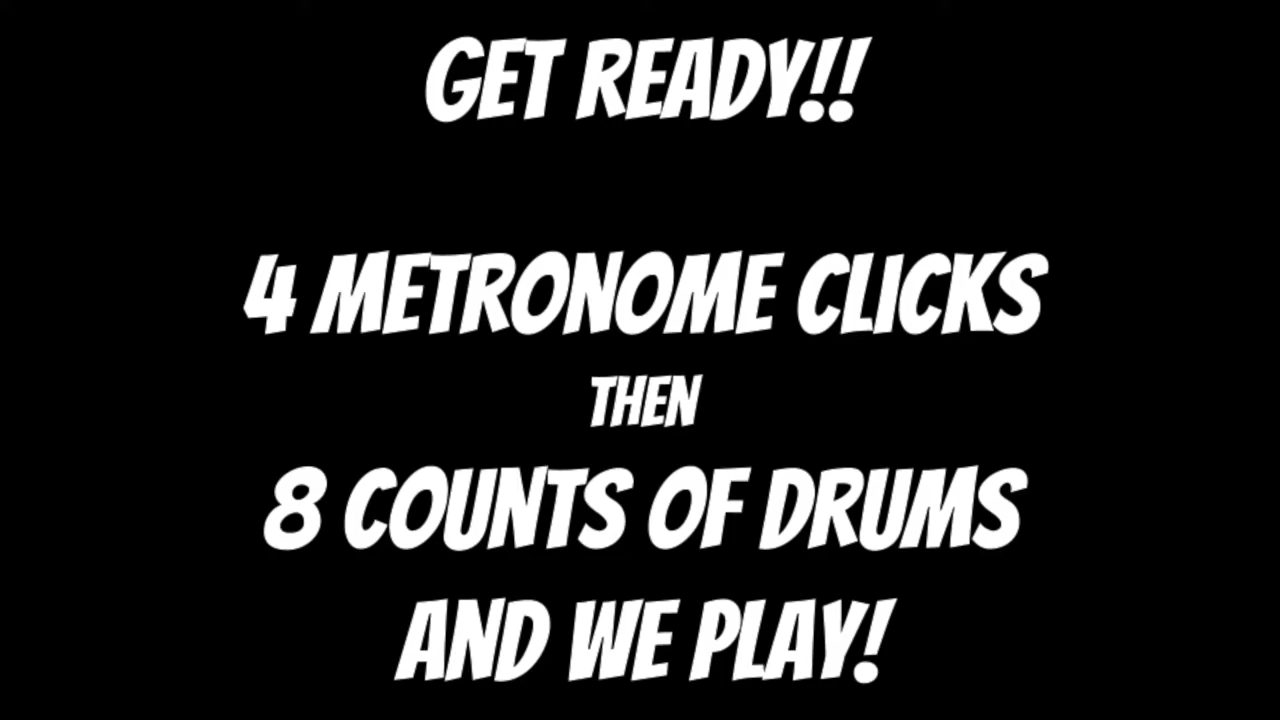 GET READY!!
4 METRONOME CLICKS
THEN
8 COUNTS OF DRUMS
AND WE PLAY!